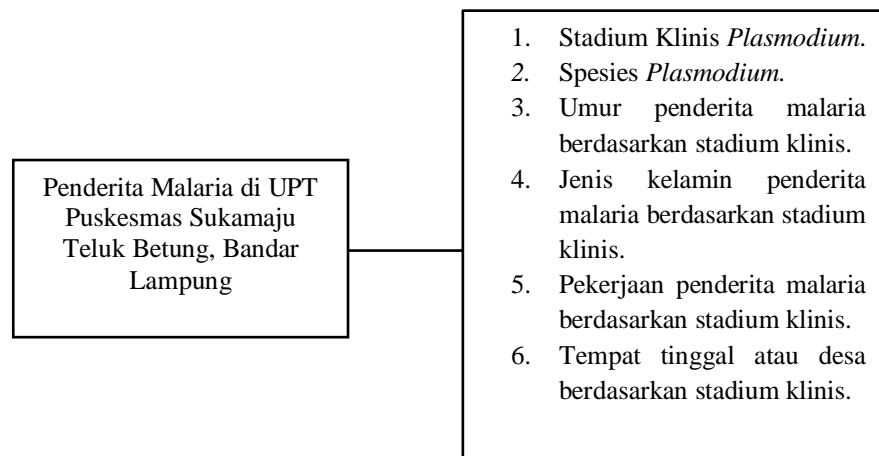 Penderita Malaria di UPT
Puskesmas Sukamaju
Teluk Betung, Bandar
Lampung
1. Stadium Klinis Plasmodium.
2. Spesies Plasmodium.
3. Umur penderita malaria
berdasarkan stadium klinis.
4. Jenis kelamin penderita
malaria berdasarkan stadium
klinis.
5. Pekerjaan penderita malaria
berdasarkan stadium klinis.
6. Tempat tinggal atau desa
berdasarkan stadium klinis.